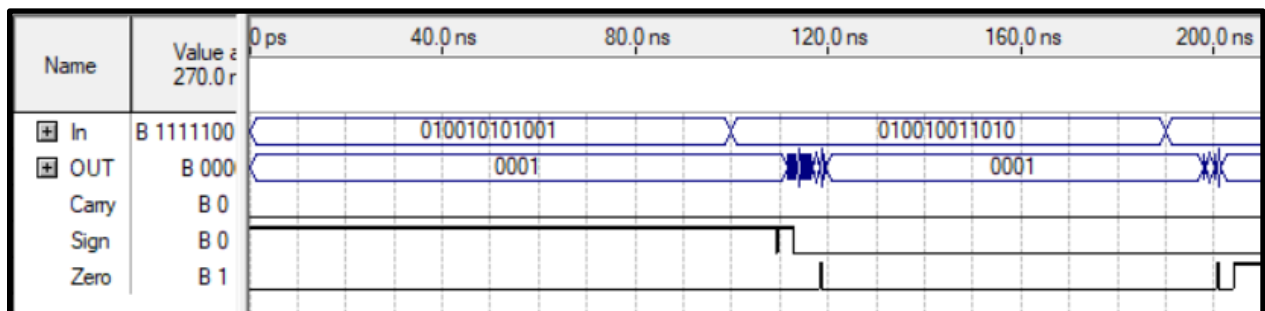 Name Value a 0 ps 40.0 ns 80.0 ns 120.0 ns 160.0 ns 200.0 ns
270.0 r
In B 1111100 010010101001 010010011010
OUT B 000 0001 0001
Carry B 0
Sign B 0
Zero B 1